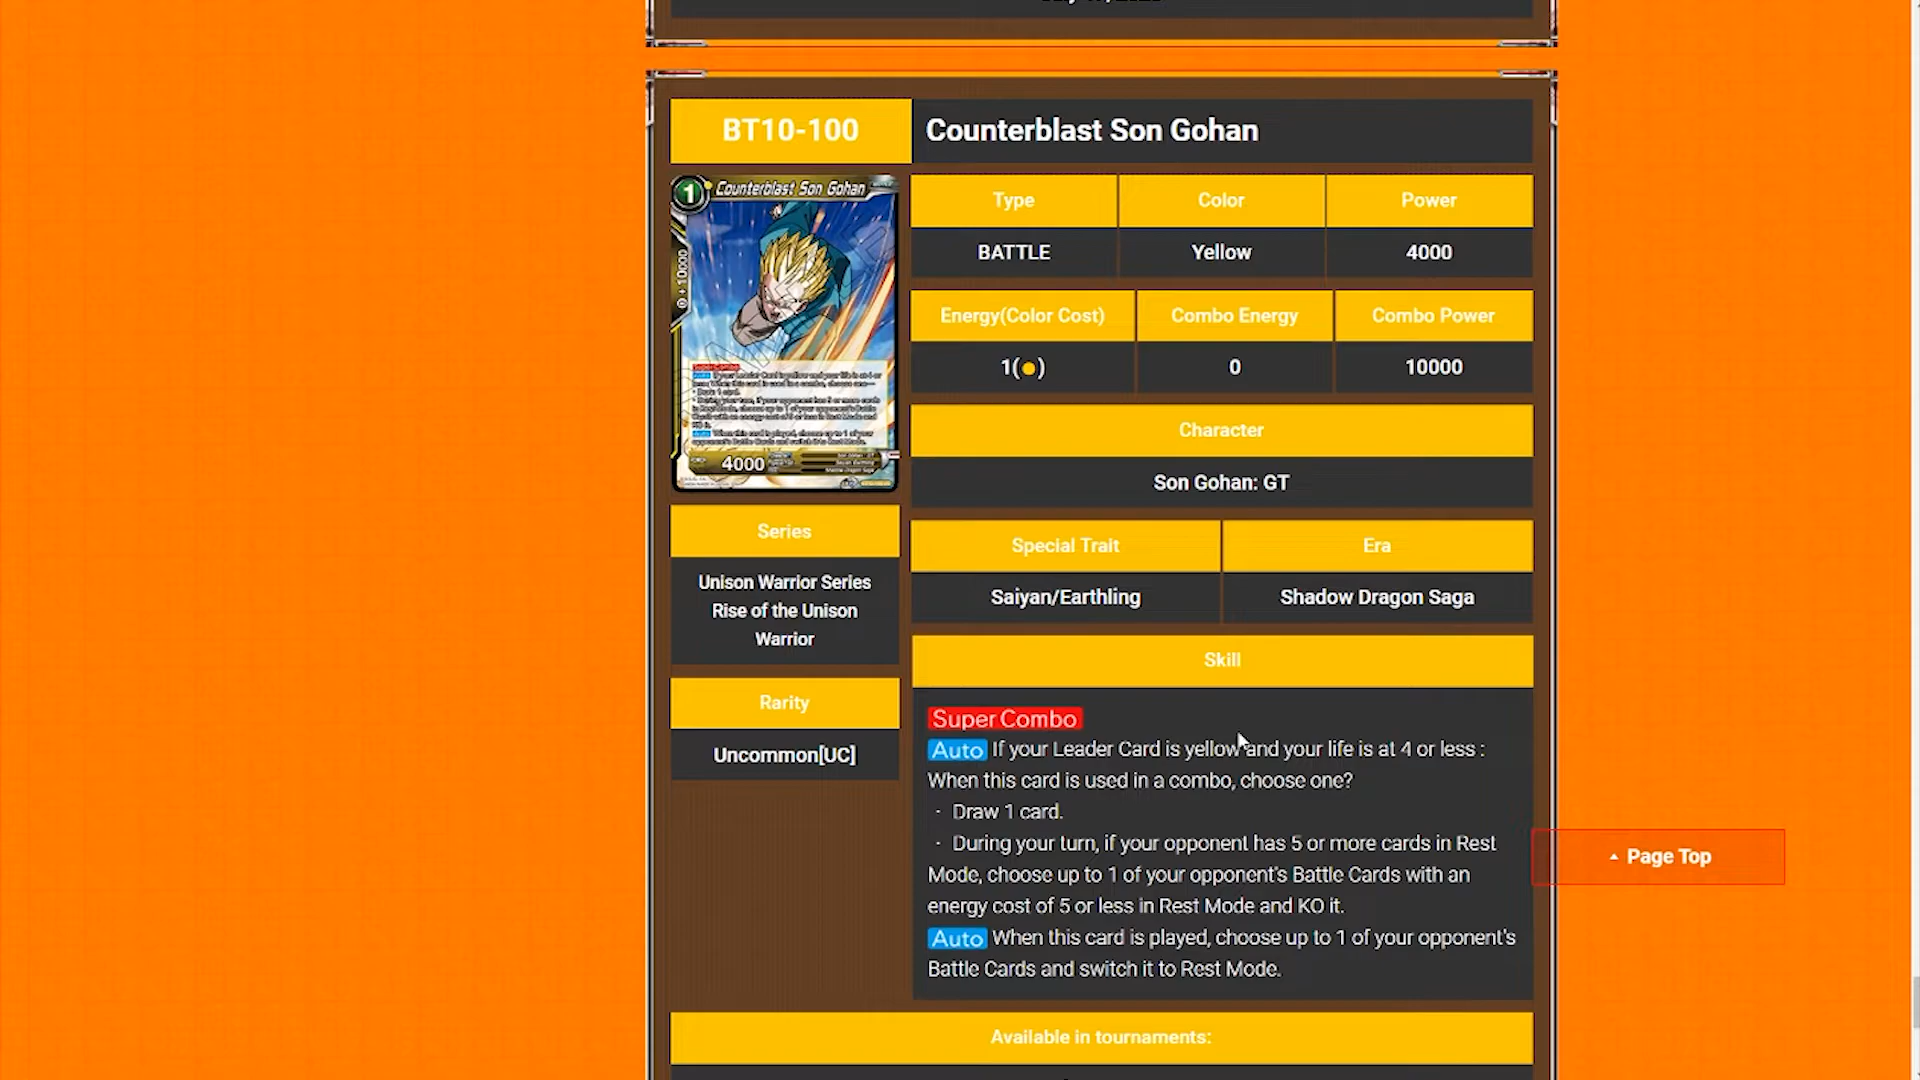 BT10-100
Counterblast Son Gohan
1
Counterblast Son Gohan
Type
Color
Power
BATTLE
Yellow
4000
Energy(Color Cost)
Combo Energy
Combo Power
1(●)
0
10000
Character
Son Gohan: GT
4000
Series
Special Trait
Era
Unison Warrior Series
Rise of the Unison
Warrior
Saiyan/Earthling
Shadow Dragon Saga
Skill
Rarity
Uncommon[UC]
Super Combo
Auto If your Leader Card is yellow and your life is at 4 or less :
When this card is used in a combo, choose one?
・ Draw 1 card.
・ During your turn, if your opponent has 5 or more cards in Rest
Mode, choose up to 1 of your opponent's Battle Cards with an
energy cost of 5 or less in Rest Mode and KO it.
Auto When this card is played, choose up to 1 of your opponent's
Battle Cards and switch it to Rest Mode.
Page Top
Available in tournaments: